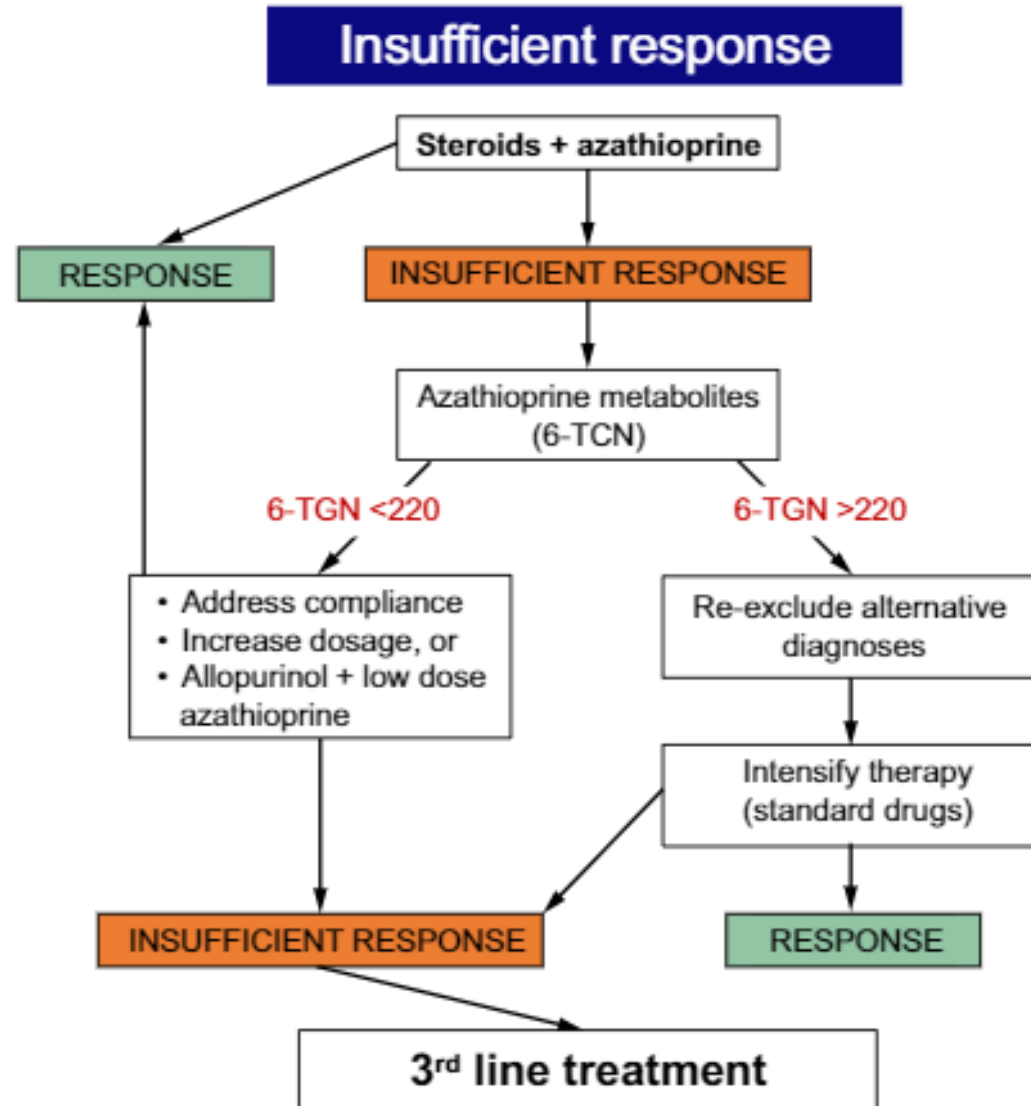 Insufficient response
Steroids + azathioprine
RESPONSE
INSUFFICIENT RESPONSE
Azathioprine metabolites
(6-TCN)
6-TGN <220
6-TGN >220
• Address compliance
• Increase dosage, or
• Allopurinol + low dose
azathioprine
Re-exclude alternative
diagnoses
Intensify therapy
(standard drugs)
INSUFFICIENT RESPONSE
RESPONSE
3rd line treatment